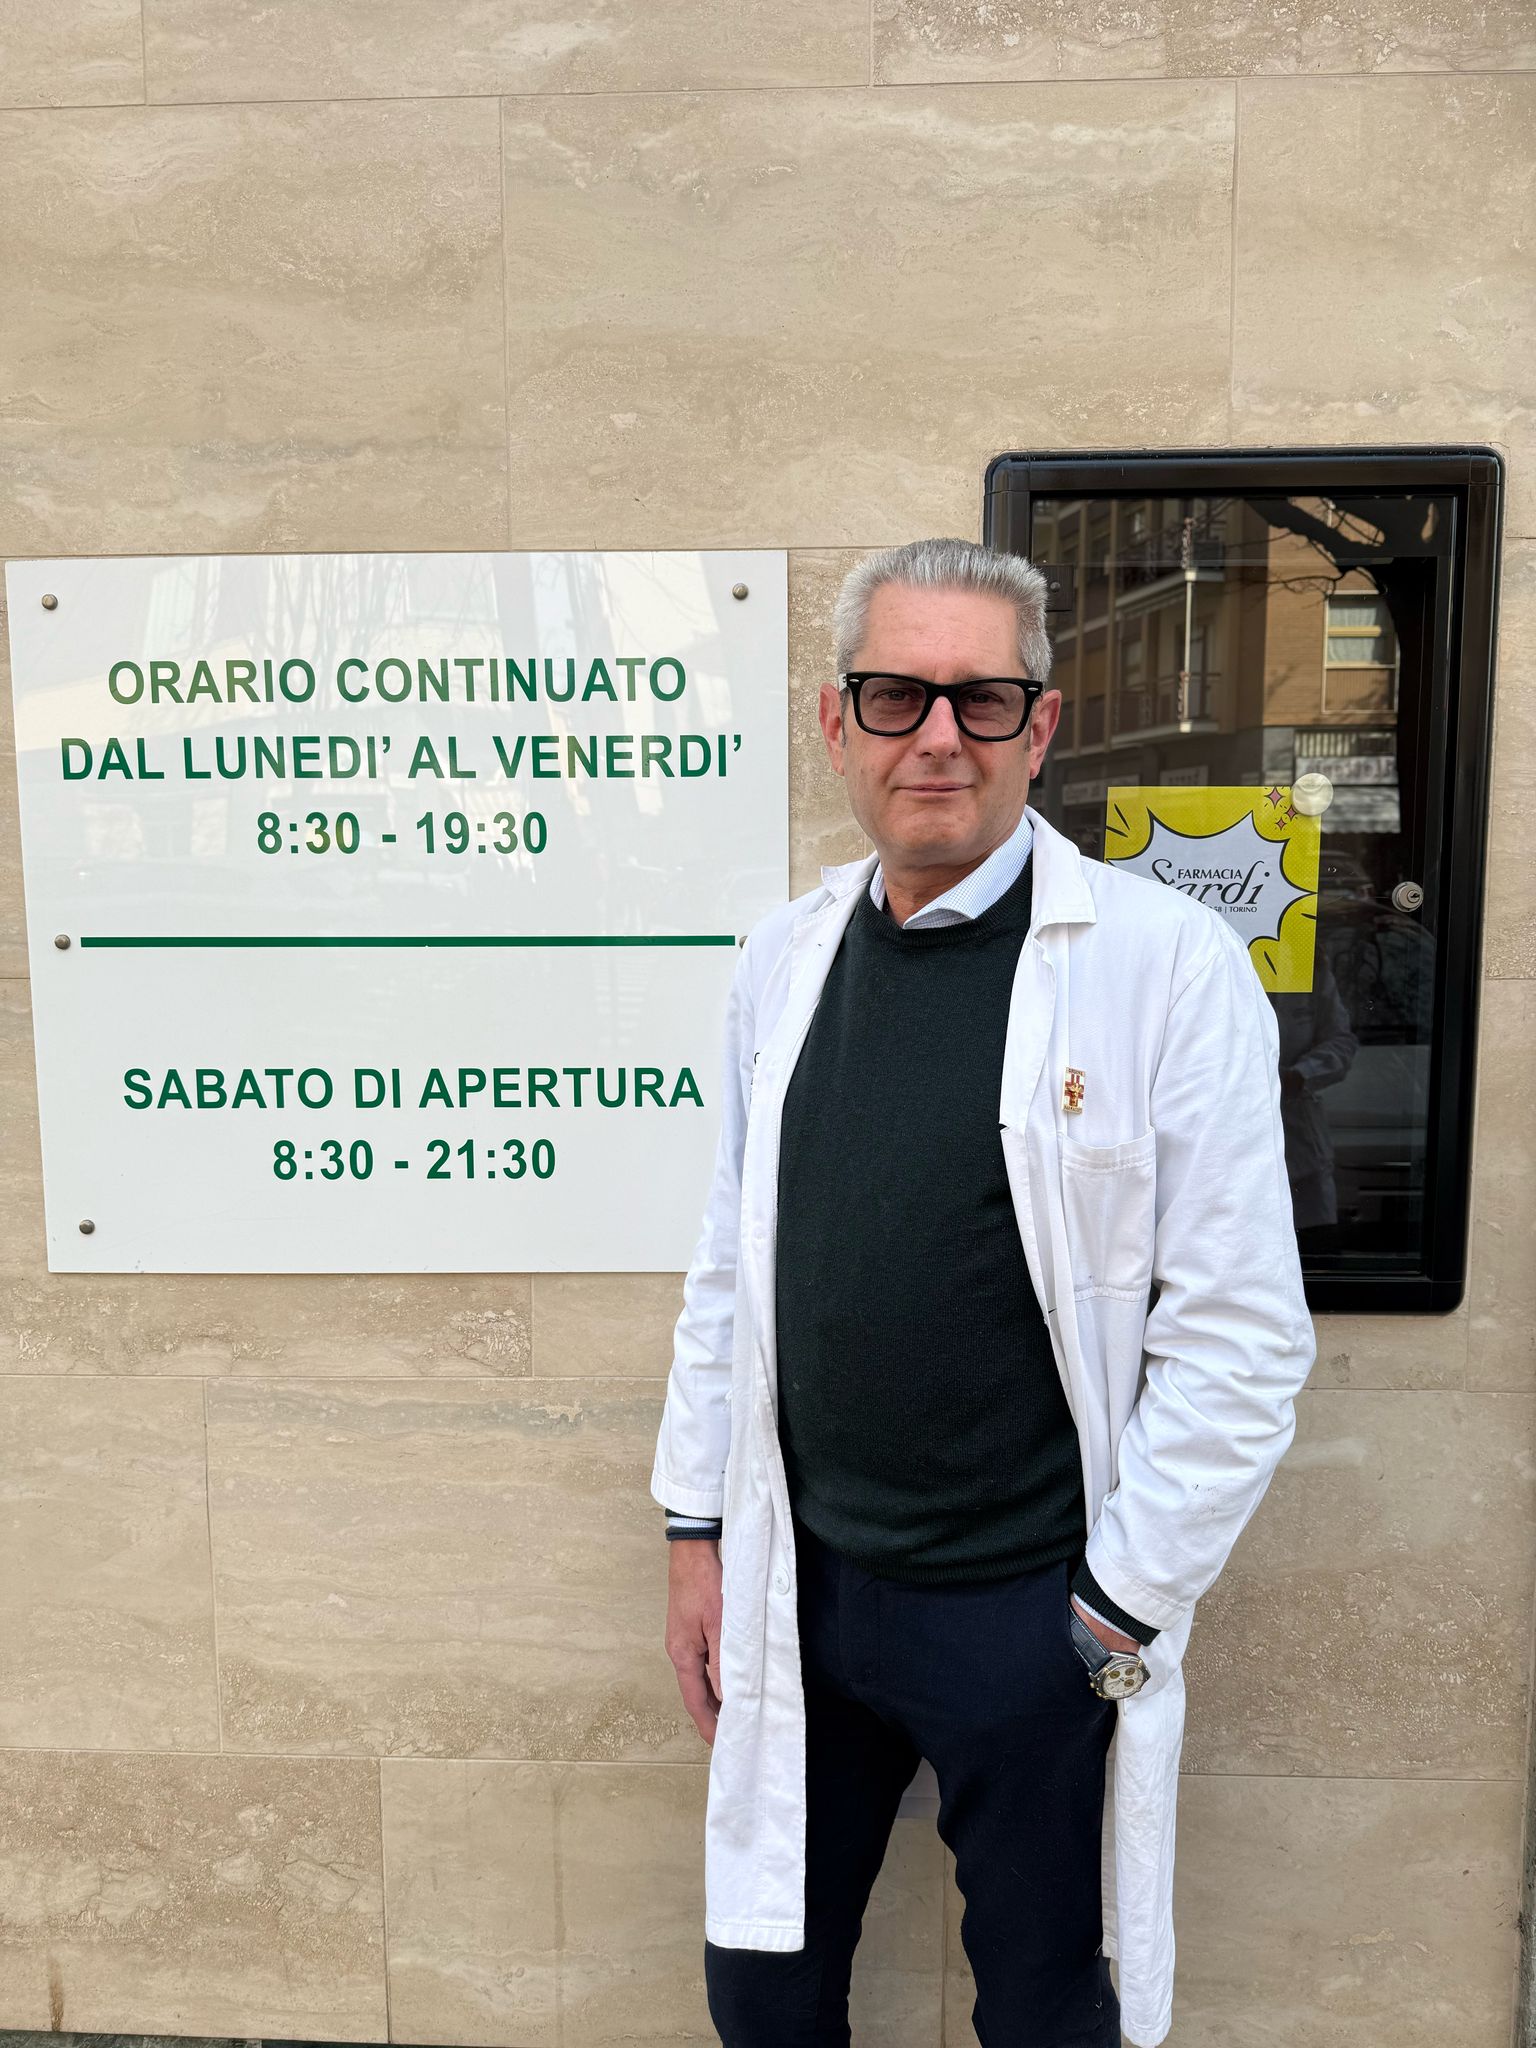 ORARIO CONTINUATO
DAL LUNEDI’ AL VENERDI’
8:30 - 19:30
SABATO DI APERTURA
8:30 - 21:30
FARMACIA
Sardi
58 | TORINO